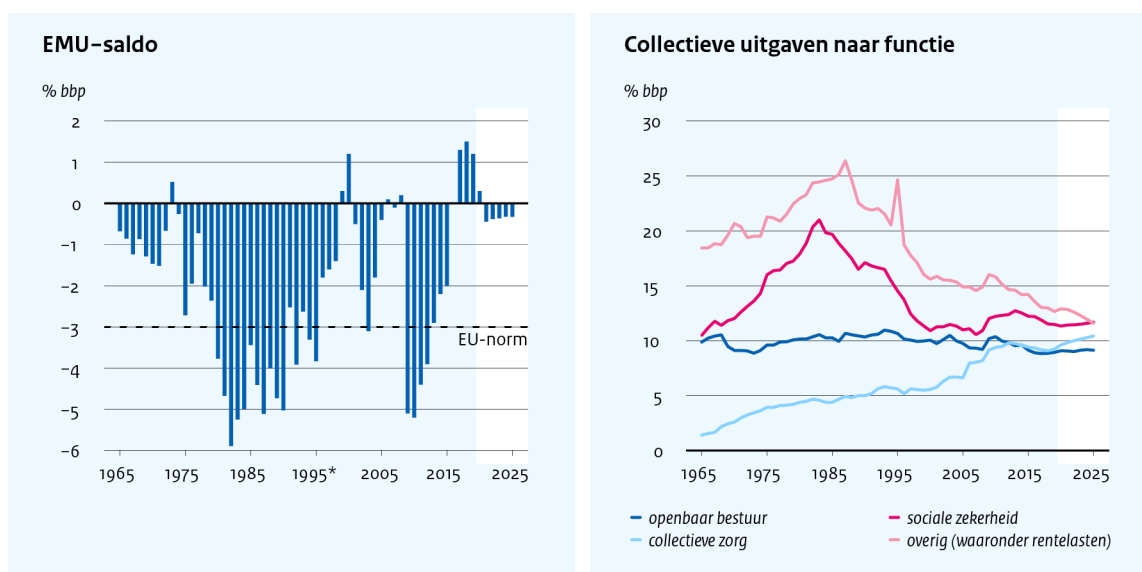 EMU-saldo
% bbp
2
1
0
−1
−2
−3
−4
−5
−6
EU-norm
1965 1975 1985 1995* 2005 2025
Collectieve uitgaven naar functie
% bbp
30
25
20
15
10
5
0
1965 1975 1985 1995 2005 2015 2025
openbaar bestuur
collectieve zorg
sociale zekerheid
overig (waaronder rentelasten)